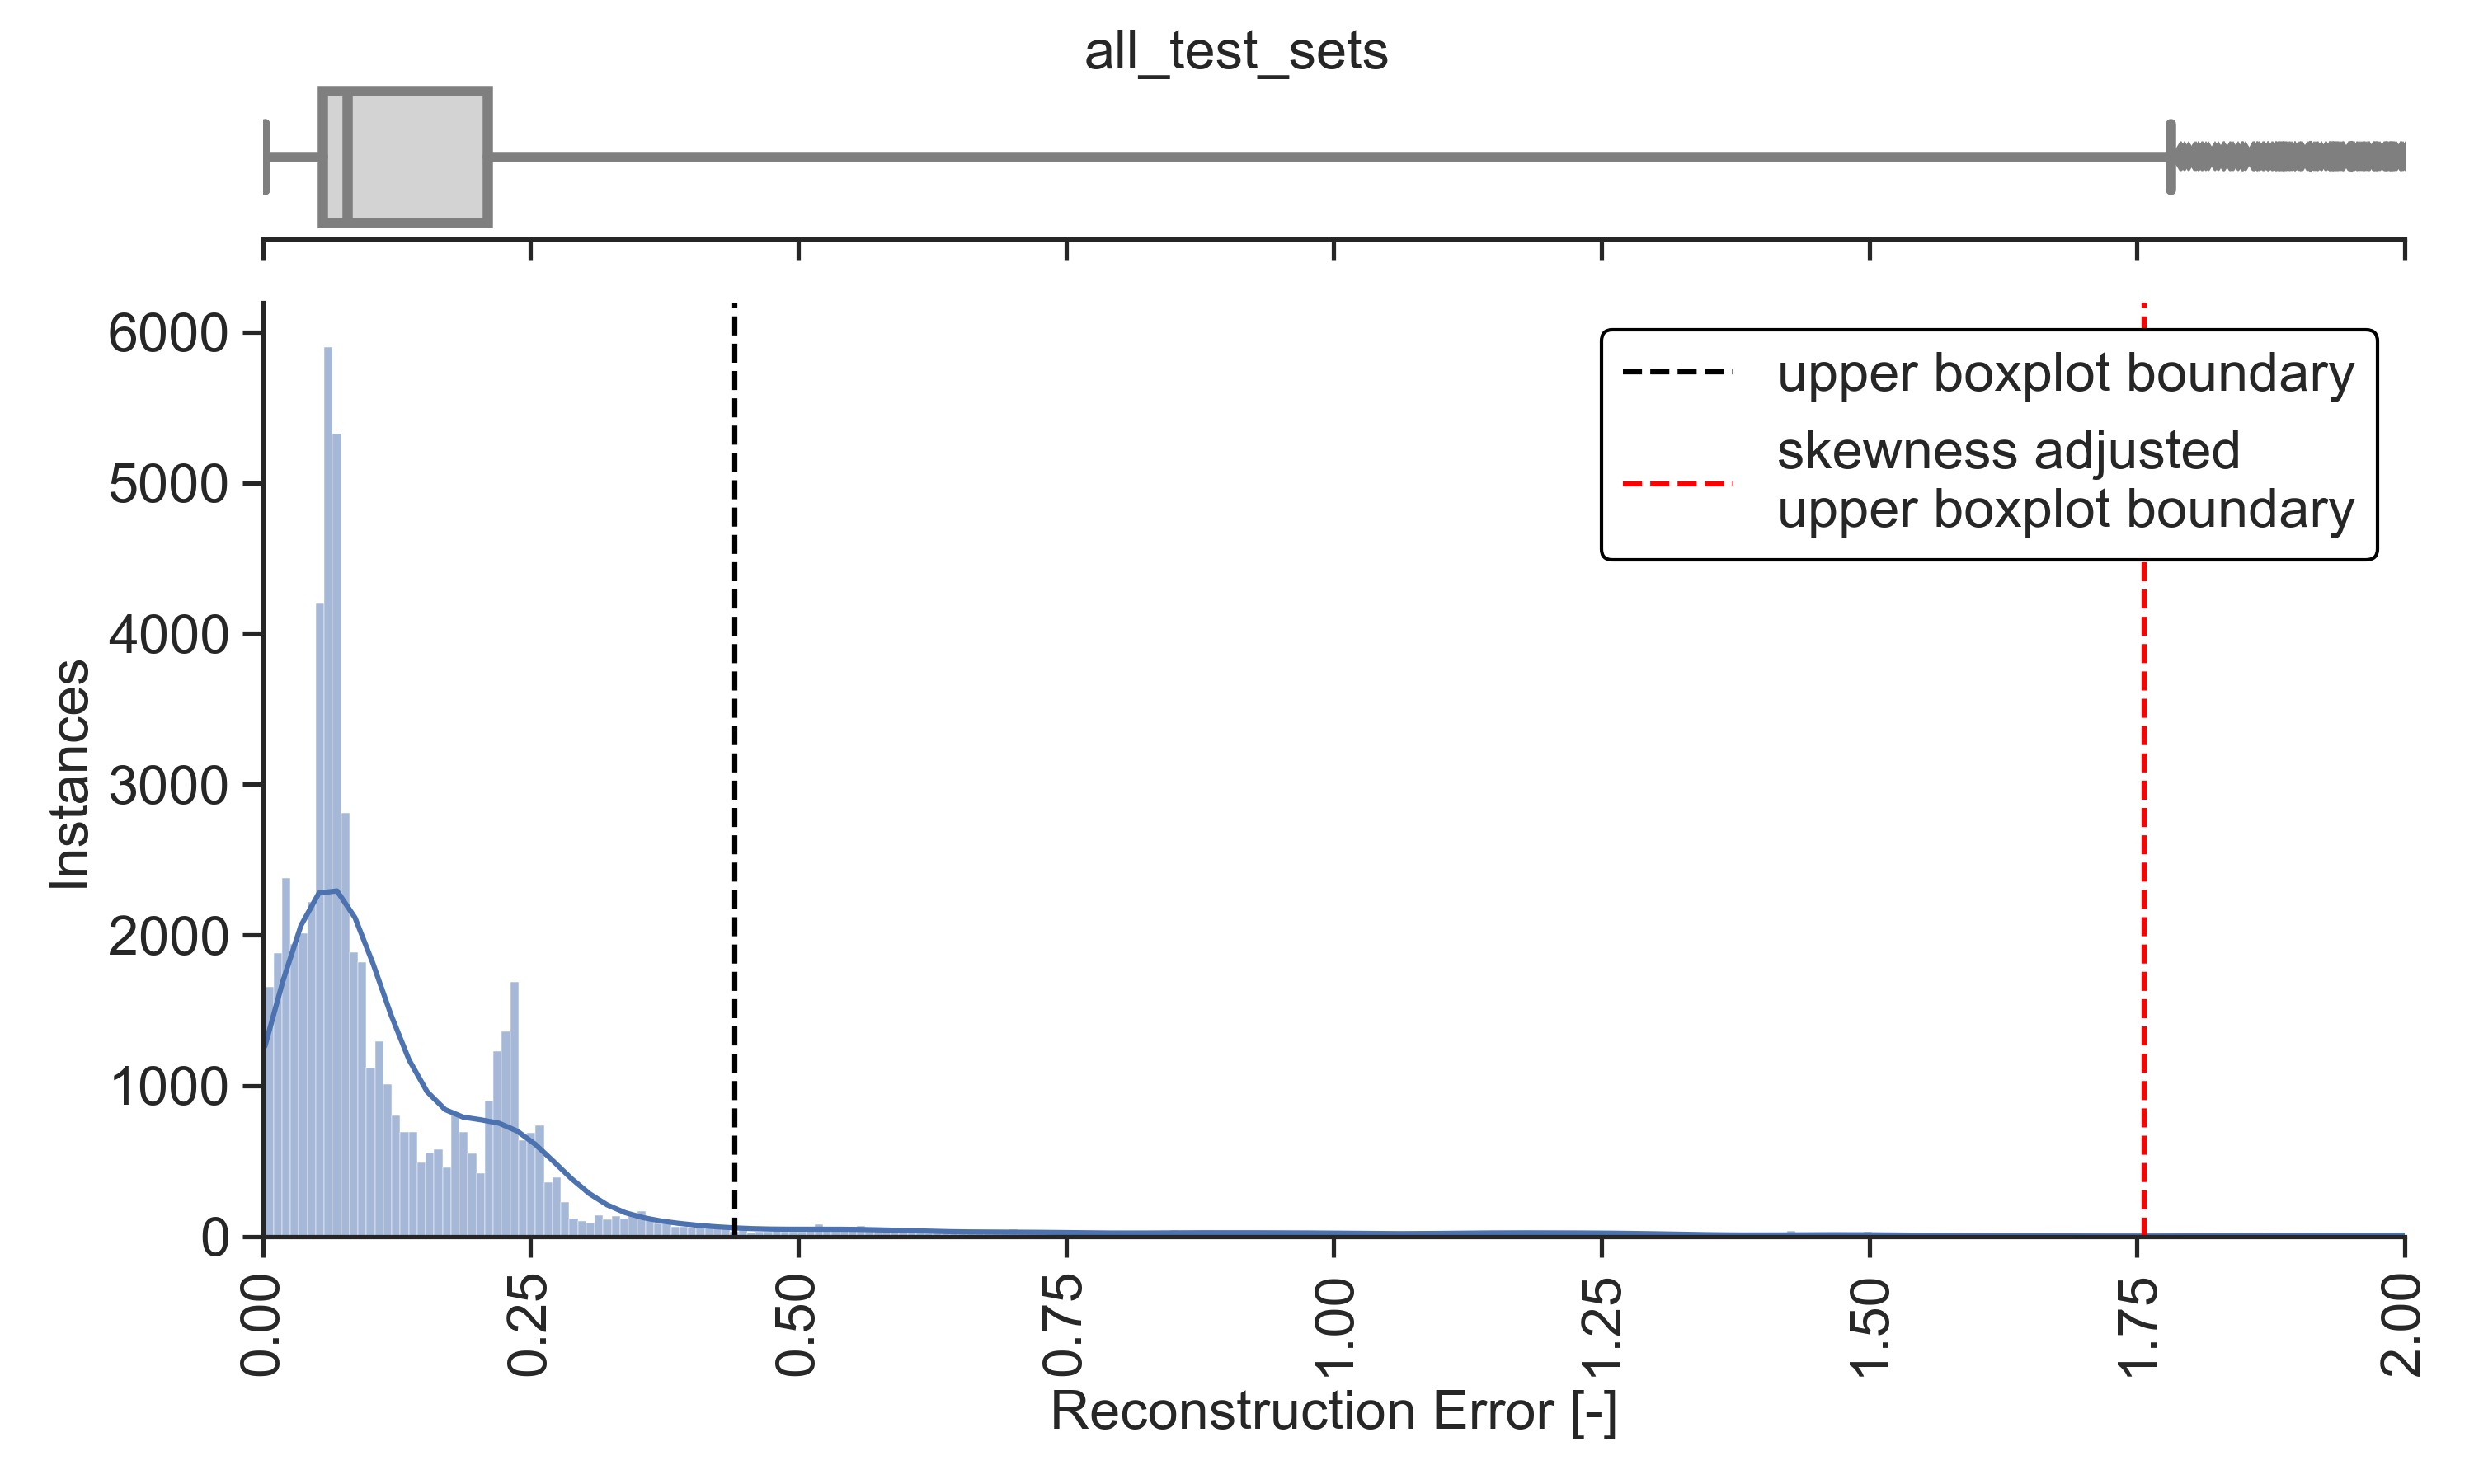 all_test_sets
6000
5000
4000
3000
2000
1000
0
Instances
upper boxplot boundary
skewness adjusted
upper boxplot boundary
0.00
0.25
0.50
0.75
1.00
1.25
1.50
1.75
2.00
Reconstruction Error [-]